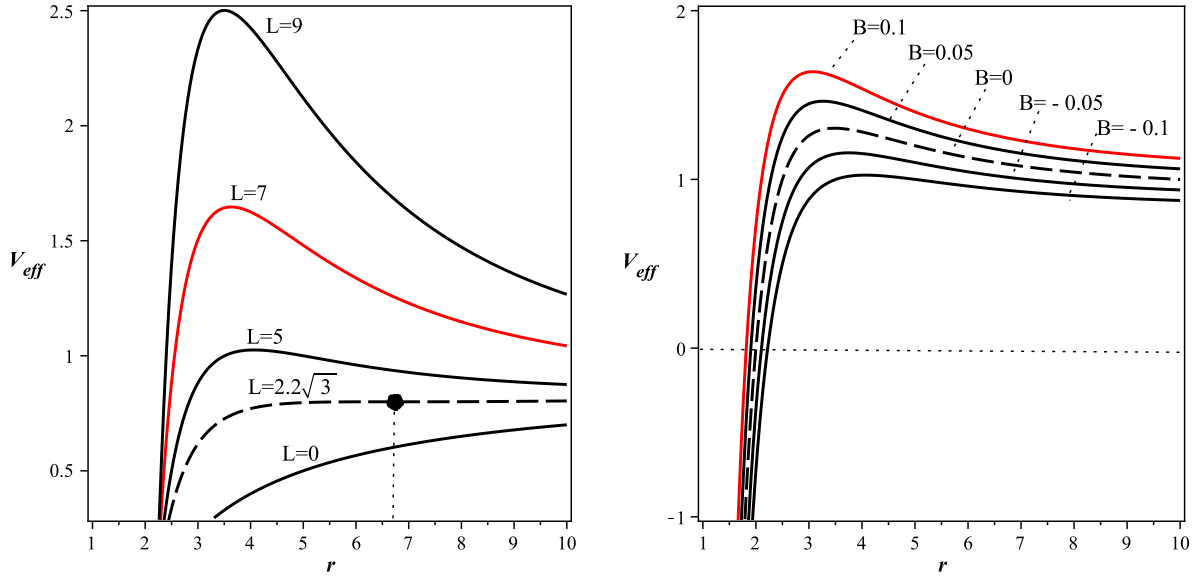 2.5
2
1.5
1
0.5
V_eff
L=9
L=7
L=5
L=2.2√3
L=0
1 2 3 4 5 6 7 8 9 10
r
2
1
0
−1
V_eff
B=0.1
B=0.05
B=0
B= - 0.05
B= - 0.1
1 2 3 4 5 6 7 8 9 10
r